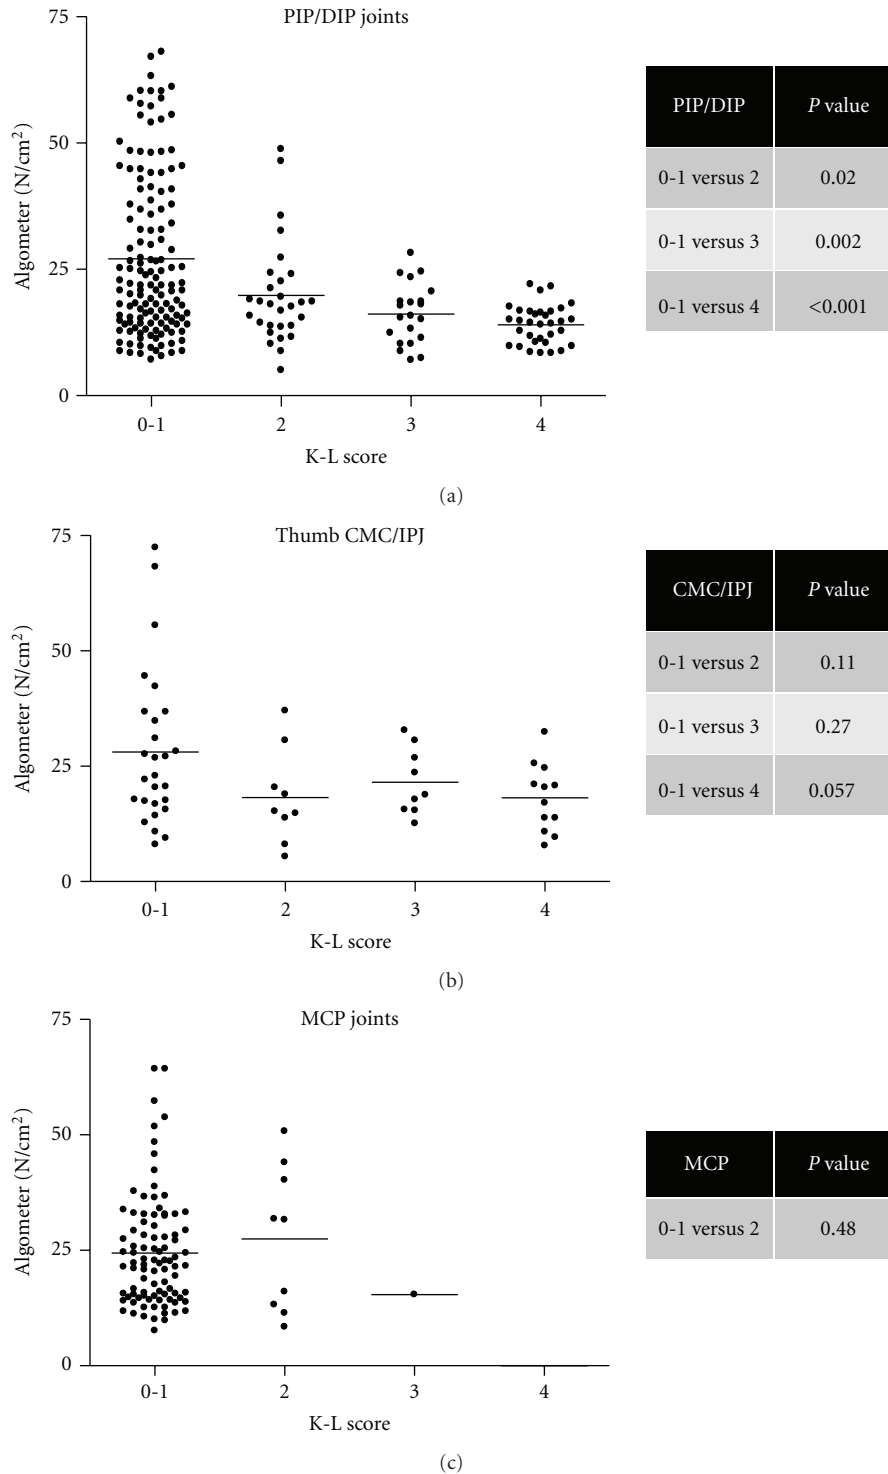 PIP/DIP joints
75
50
25
0
Algometer (N/cm²)
0-1 2 3 4
K-L score
PIP/DIP P value
0-1 versus 2 0.02
0-1 versus 3 0.002
0-1 versus 4 <0.001
(a)
Thumb CMC/IPJ
75
50
25
0
Algometer (N/cm²)
0-1 2 3 4
K-L score
CMC/IPJ P value
0-1 versus 2 0.11
0-1 versus 3 0.27
0-1 versus 4 0.057
(b)
MCP joints
75
50
25
0
Algometer (N/cm²)
0-1 2 3 4
K-L score
MCP P value
0-1 versus 2 0.48
(c)